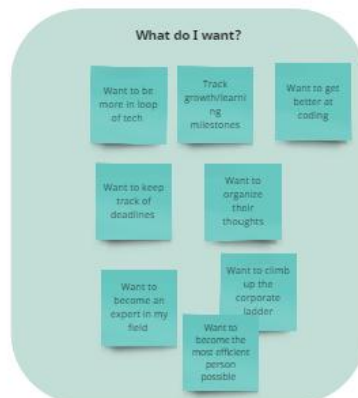 What do I want?
Want to be
more in loop
of tech
Track
growth/learni
ng
milestones
Want to get
better at
coding
Want to keep
track of
deadlines
Want to
organize
their
thoughts
Want to
become an
expert in my
field
Want to climb
up the
corporate
ladder
Want to
become the
most efficient
person
possible